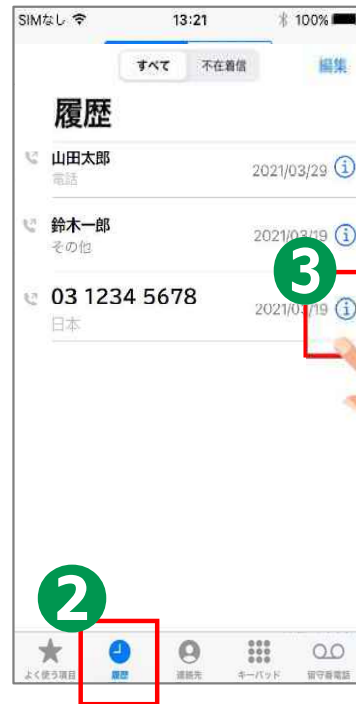 SIMなし 13:21 100%
すべて 不在着信 編集
履歴
山田太郎 2021/03/29
電話
鈴木一郎 2021/03/19
その他
3
03 1234 5678 2021/03/19
日本
2
よく使う項目 履歴 連絡先 キーパッド 留守番電話